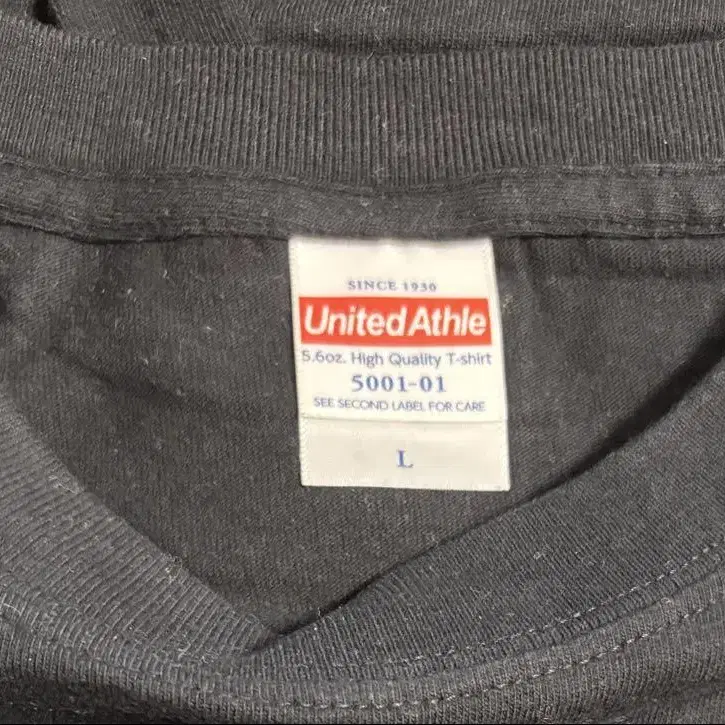 SINCE 1930
United Athle
5.6oz. High Quality T-shirt
5001-01
SEE SECOND LABEL FOR CARE
L